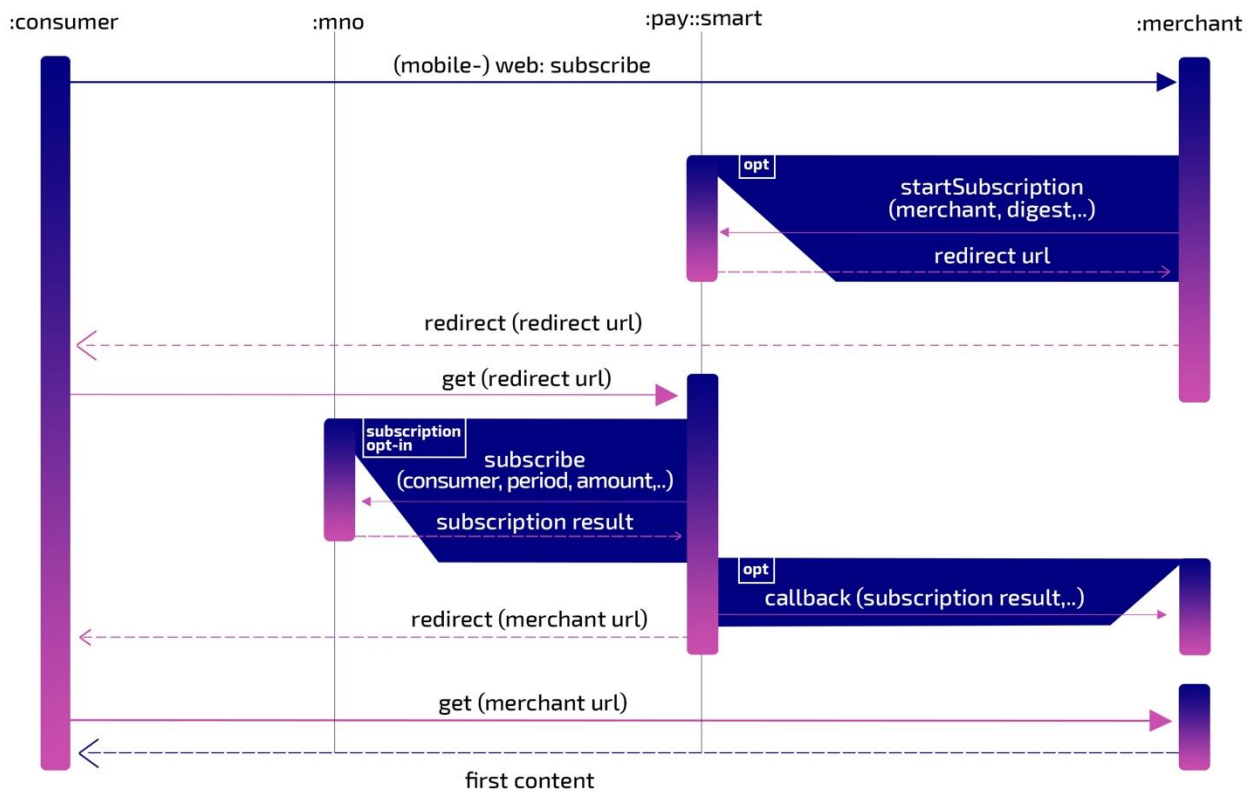 :consumer
:mno
:pay::smart
:merchant
(mobile-) web: subscribe
opt
startSubscription
(merchant, digest,..)
redirect url
redirect (redirect url)
get (redirect url)
subscription
opt-in
subscribe
(consumer, period, amount,..)
subscription result
opt
callback (subscription result,..)
redirect (merchant url)
get (merchant url)
first content